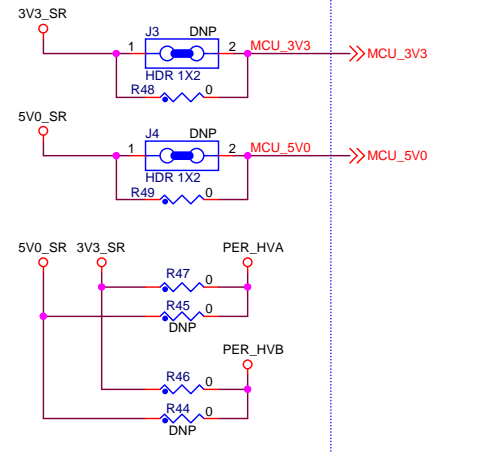 3V3_SR
J3 DNP
1 2 MCU_3V3
MCU_3V3
HDR 1X2
R48 0
5V0_SR
J4 DNP
1 2 MCU_5V0
MCU_5V0
HDR 1X2
R49 0
5V0_SR 3V3_SR PER_HVA
R47 0
R45 0
DNP
PER_HVB
R46 0
R44 0
DNP